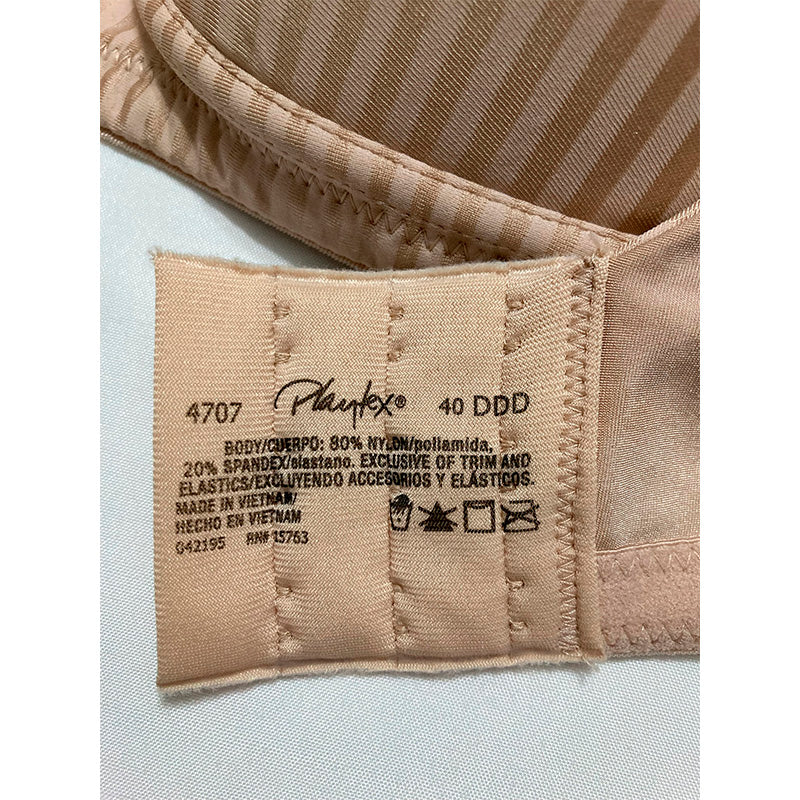 4707 Playtex® 40 DDD
BODY/CUERPO: 80% NYLON/poliamida,
20% SPANDEX/elastano. EXCLUSIVE OF TRIM AND
ELASTICS/EXCLUYENDO ACCESORIOS Y ELÁSTICOS.
MADE IN VIETNAM/
HECHO EN VIETNAM
042195 RN# 15763